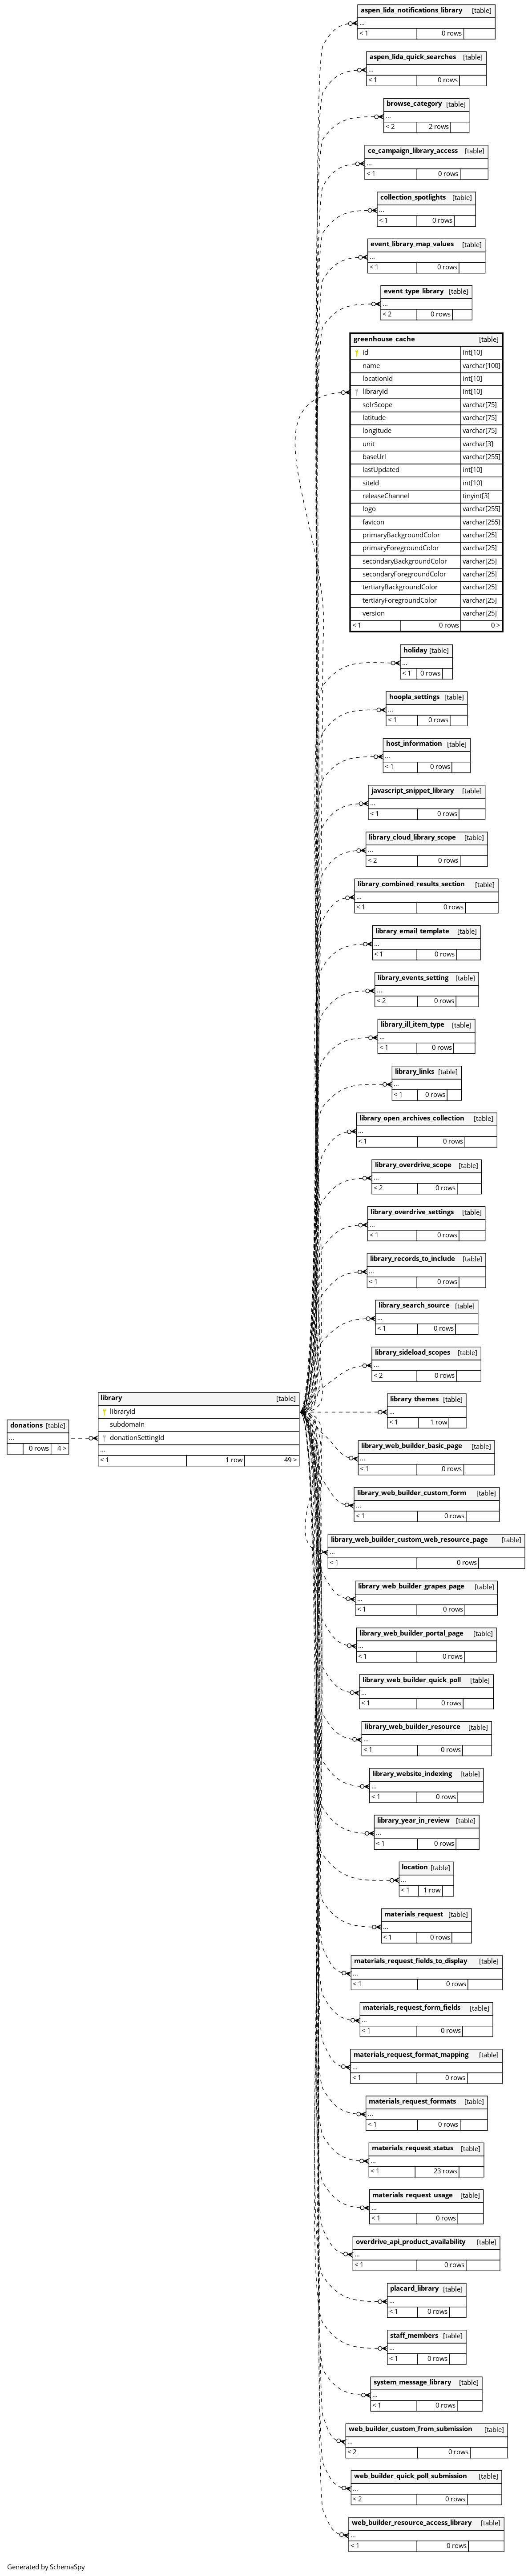 aspen_lida_notifications_library [table]
...
< 1 0 rows
aspen_lida_quick_searches [table]
...
< 1 0 rows
browse_category [table]
...
< 2 2 rows
ce_campaign_library_access [table]
...
< 1 0 rows
collection_spotlights [table]
...
< 1 0 rows
event_library_map_values [table]
...
< 1 0 rows
event_type_library [table]
...
< 2 0 rows
greenhouse_cache [table]
id int[10]
name varchar[100]
locationId int[10]
libraryId int[10]
solrScope varchar[75]
latitude varchar[75]
longitude varchar[75]
unit varchar[3]
baseUrl varchar[255]
lastUpdated int[10]
siteId int[10]
releaseChannel tinyint[3]
logo varchar[255]
favicon varchar[255]
primaryBackgroundColor varchar[25]
primaryForegroundColor varchar[25]
secondaryBackgroundColor varchar[25]
secondaryForegroundColor varchar[25]
tertiaryBackgroundColor varchar[25]
tertiaryForegroundColor varchar[25]
version varchar[25]
< 1 0 rows 0 >
holiday [table]
...
< 1 0 rows
hoopla_settings [table]
...
< 1 0 rows
host_information [table]
...
< 1 0 rows
javascript_snippet_library [table]
...
< 1 0 rows
library_cloud_library_scope [table]
...
< 2 0 rows
library_combined_results_section [table]
...
< 1 0 rows
library_email_template [table]
...
< 1 0 rows
library_events_setting [table]
...
< 2 0 rows
library_ill_item_type [table]
...
< 1 0 rows
library_links [table]
...
< 1 0 rows
library_open_archives_collection [table]
...
< 1 0 rows
library_overdrive_scope [table]
...
< 2 0 rows
library_overdrive_settings [table]
...
< 1 0 rows
library_records_to_include [table]
...
< 1 0 rows
library_search_source [table]
...
< 1 0 rows
library_sideload_scopes [table]
...
< 2 0 rows
library_themes [table]
...
< 1 1 row
donations [table]
...
0 rows 4 >
library [table]
libraryId
subdomain
donationSettingId
...
< 1 1 row 49 >
library_web_builder_basic_page [table]
...
< 1 0 rows
library_web_builder_custom_form [table]
...
< 1 0 rows
library_web_builder_custom_web_resource_page [table]
...
< 1 0 rows
library_web_builder_grapes_page [table]
...
< 1 0 rows
library_web_builder_portal_page [table]
...
< 1 0 rows
library_web_builder_quick_poll [table]
...
< 1 0 rows
library_web_builder_resource [table]
...
< 1 0 rows
library_website_indexing [table]
...
< 1 0 rows
library_year_in_review [table]
...
< 1 0 rows
location [table]
...
< 1 1 row
materials_request [table]
...
< 1 0 rows
materials_request_fields_to_display [table]
...
< 1 0 rows
materials_request_form_fields [table]
...
< 1 0 rows
materials_request_format_mapping [table]
...
< 1 0 rows
materials_request_formats [table]
...
< 1 0 rows
materials_request_status [table]
...
< 1 23 rows
materials_request_usage [table]
...
< 1 0 rows
overdrive_api_product_availability [table]
...
< 1 0 rows
placard_library [table]
...
< 1 0 rows
staff_members [table]
...
< 1 0 rows
system_message_library [table]
...
< 1 0 rows
web_builder_custom_from_submission [table]
...
< 2 0 rows
web_builder_quick_poll_submission [table]
...
< 2 0 rows
web_builder_resource_access_library [table]
...
< 1 0 rows
Generated by SchemaSpy